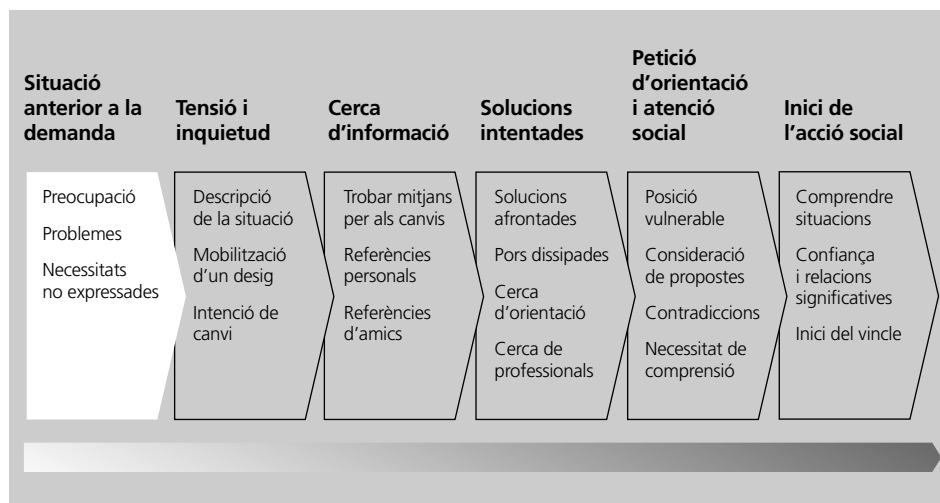 Situació
anterior a la
demanda
Preocupació
Problemes
Necessitats
no expressades
Tensió i
inquietud
Descripció
de la situació
Mobilització
d’un desig
Intenció de
canvi
Cerca
d’informació
Trobar mitjans
per als canvis
Referències
personals
Referències
d’amics
Solucions
intentades
Solucions
afrontades
Pors dissipades
Cerca
d’orientació
Cerca de
professionals
Petició
d’orientació
i atenció
social
Posició
vulnerable
Consideració
de propostes
Contradiccions
Necessitat de
comprensió
Inici de
l’acció social
Comprendre
situacions
Confiança
i relacions
significatives
Inici del vincle